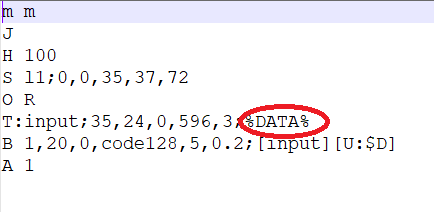 m m
J
H 100
S l1;0,0,35,37,72
O R
T:input;35,24,0,596,3;%DATA%
B 1,20,0,code128,5,0.2;[input][U:$D]
A 1